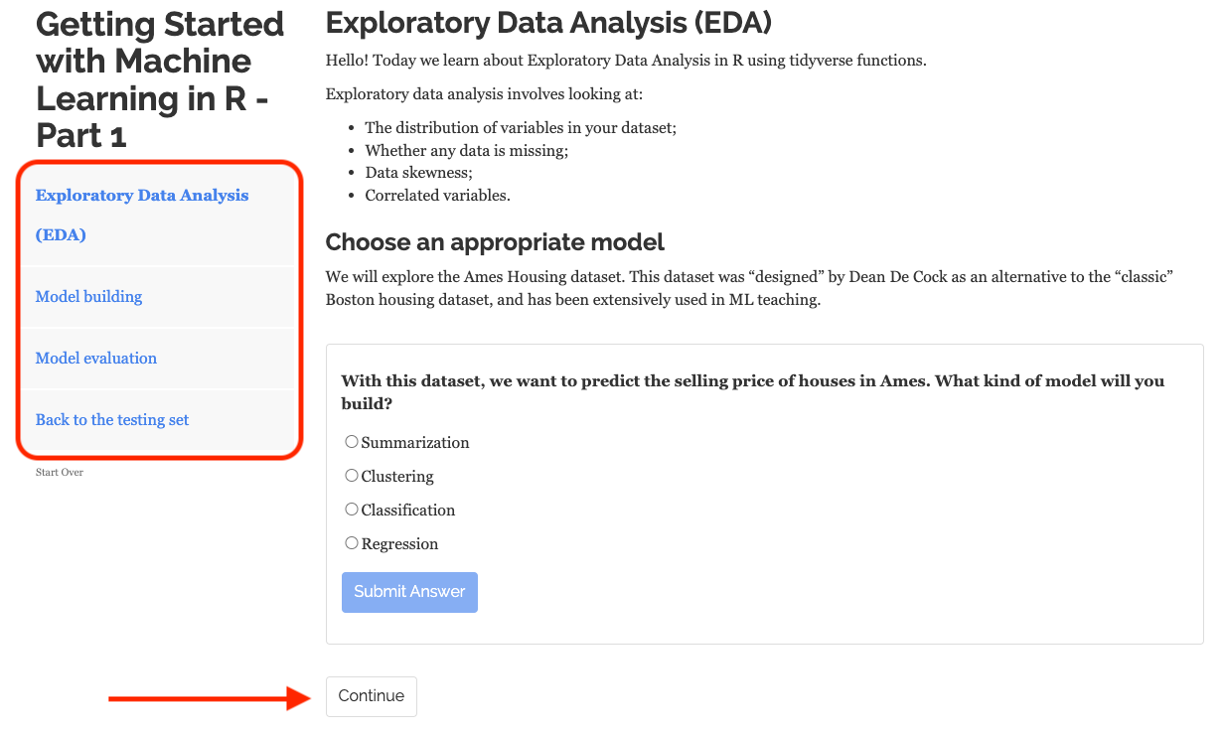 Getting Started
with Machine
Learning in R -
Part 1
Exploratory Data Analysis
(EDA)
Model building
Model evaluation
Back to the testing set
Start Over
Exploratory Data Analysis (EDA)
Hello! Today we learn about Exploratory Data Analysis in R using tidyverse functions.
Exploratory data analysis involves looking at:
• The distribution of variables in your dataset;
• Whether any data is missing;
• Data skewness;
• Correlated variables.
Choose an appropriate model
We will explore the Ames Housing dataset. This dataset was “designed” by Dean De Cock as an alternative to the “classic”
Boston housing dataset, and has been extensively used in ML teaching.
With this dataset, we want to predict the selling price of houses in Ames. What kind of model will you
build?
Summarization
Clustering
Classification
Regression
Submit Answer
Continue